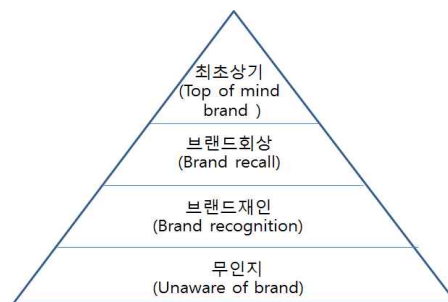 최초상기
(Top of mind
brand )
브랜드회상
(Brand recall)
브랜드재인
(Brand recognition)
무인지
(Unaware of brand)